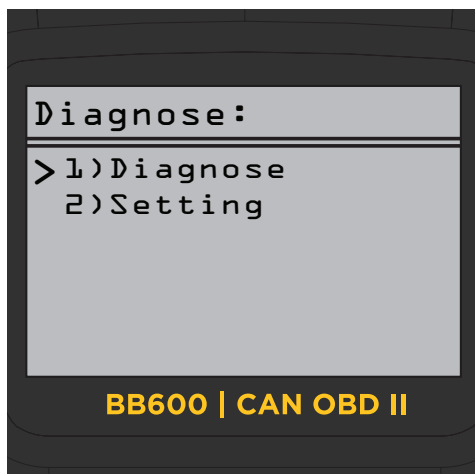 Diagnose:
>1)Diagnose
2)Setting
BB600 | CAN OBD II